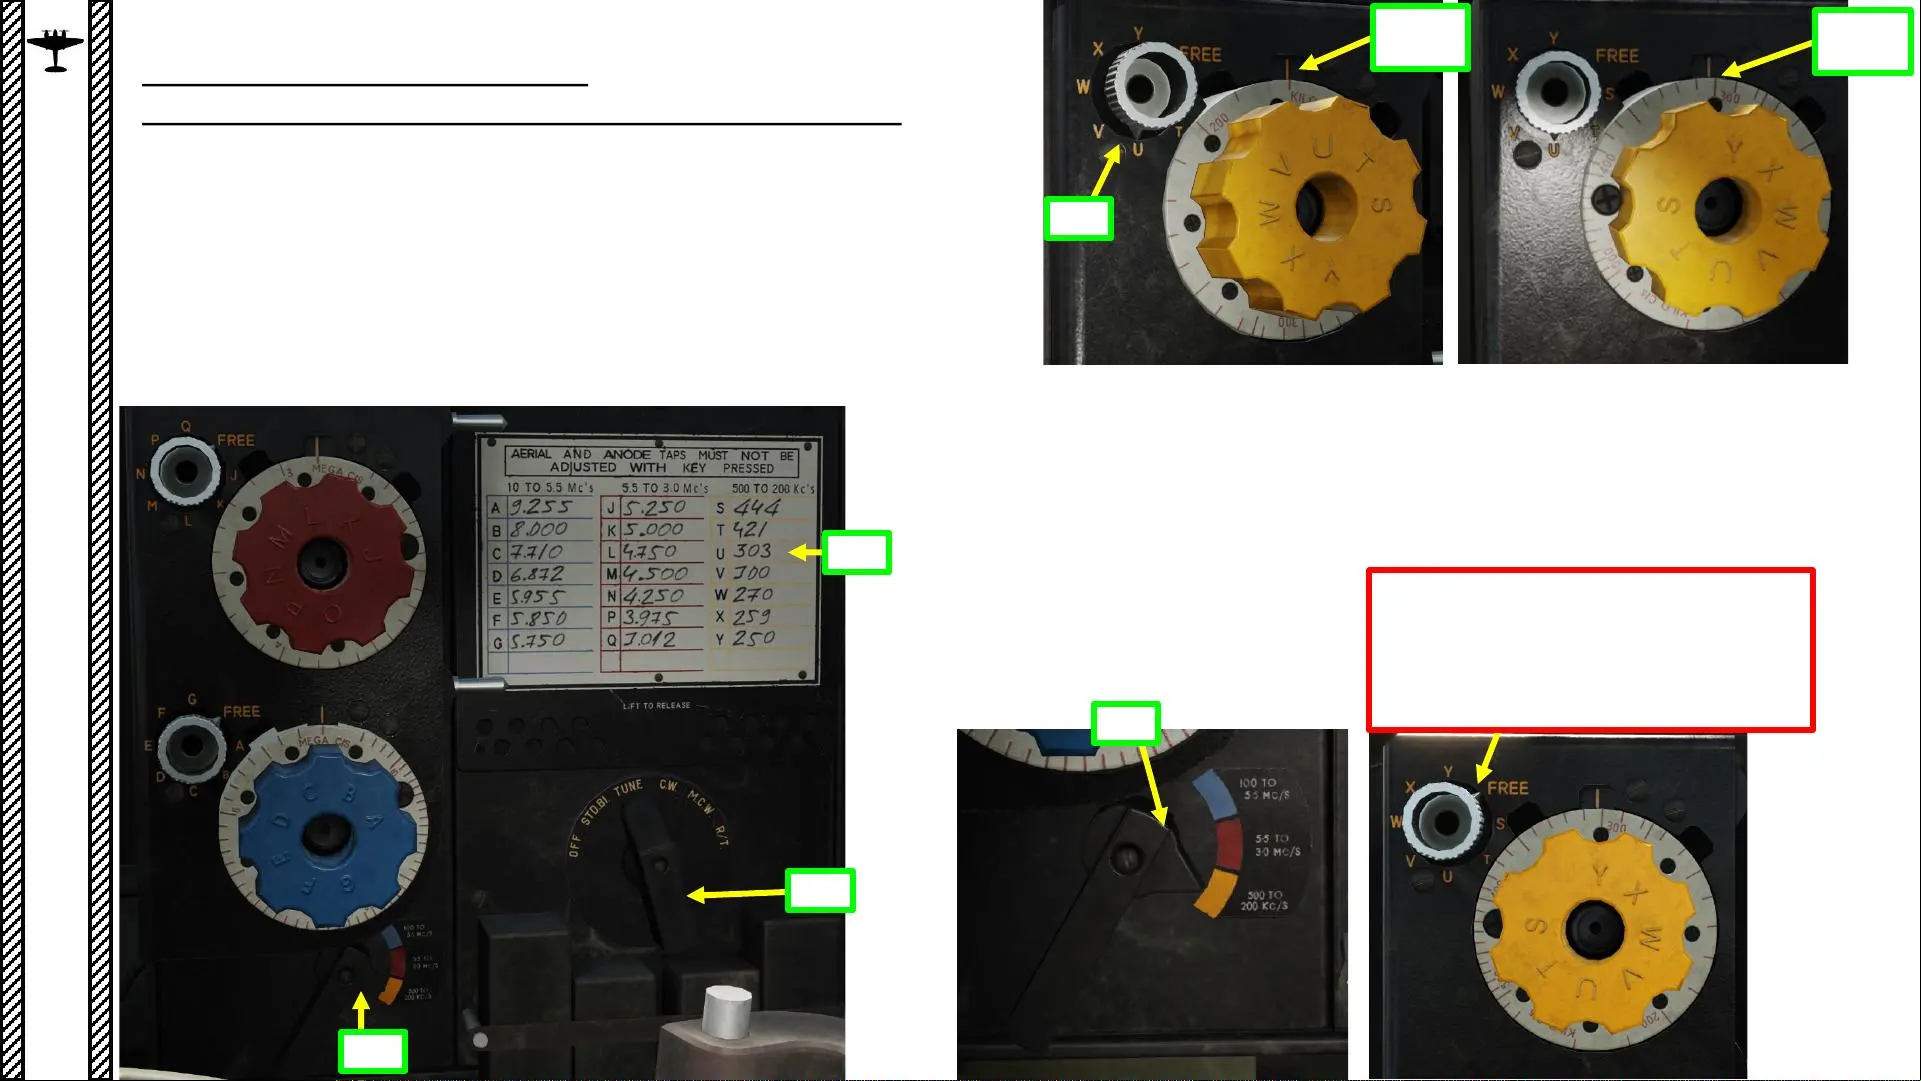 Y
X
FREE
W
V
T
U
KILO
200
V U T
W S
X Y
300
Y
X
FREE
W
S
V
T
U
300
200
Y X
S W
T V
U
KILO C/S
Q
P
FREE
N
J
M
K
L
3 MEGA C/S
G
F
FREE
E
A
D
B
C
MEGA C/S
C B
D A
E
F G
100 TO
5.5 MC/S
5.5 TO
3.0 MC/S
500 TO
200 KC/S
AERIAL AND ANODE TAPS MUST NOT BE
ADJUSTED WITH KEY PRESSED
10 TO 5.5 Mc's 5.5 TO 3.0 Mc's 500 TO 200 Kc's
A 9.255 J 5.250 S 444
B 8.000 K 5.000 T 421
C 7.710 L 4.750 U 303
D 6.872 M 4.500 V 300
E 5.955 N 4.250 W 270
F 5.850 P 3.975 X 259
G 5.750 Q 3.012 Y 250
LIFT TO RELEASE
OFF STD.BI. TUNE C.W M.C.W. R/T.
100 TO
5.5 MC/S
5.5 TO
3.0 MC/S
500 TO
200 KC/S
Y
X
FREE
W
S
V
T
U
300
Y X
S W
T V
U
200